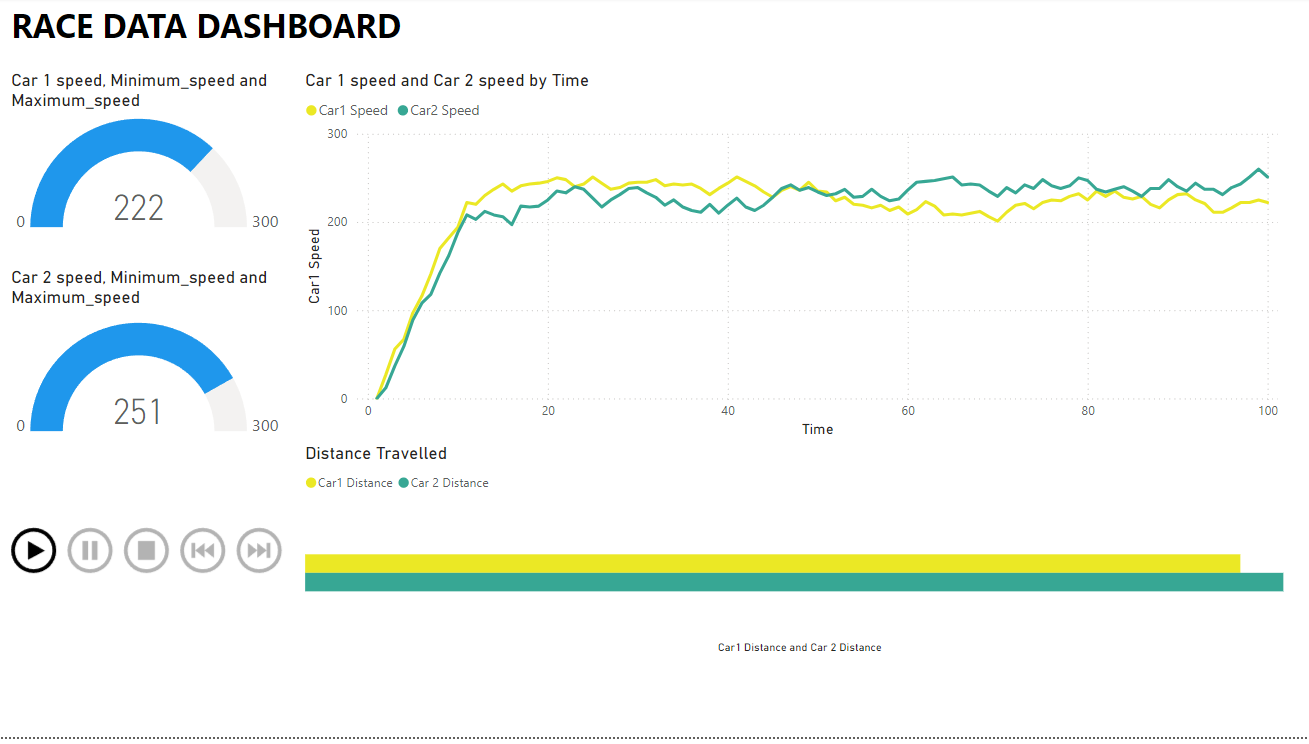 RACE DATA DASHBOARD
Car 1 speed, Minimum_speed and
Maximum_speed
222
0
300
Car 2 speed, Minimum_speed and
Maximum_speed
251
0
300
Car 1 speed and Car 2 speed by Time
Car1 Speed Car2 Speed
300
200
100
0
Car1 Speed
0 20 40 60 80 100
Time
Distance Travelled
Car1 Distance Car 2 Distance
Car1 Distance and Car 2 Distance